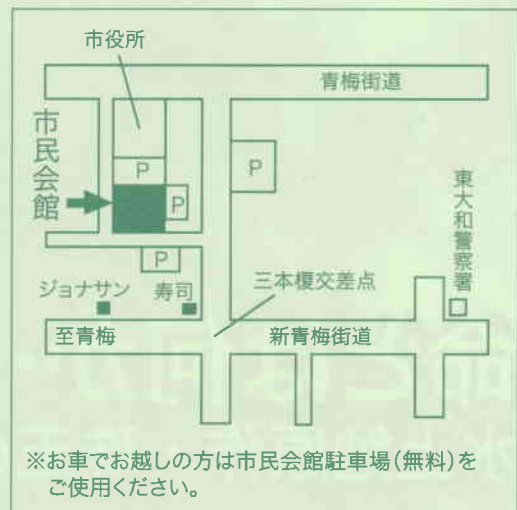 市役所
青梅街道
市民会館
P
P
P
P
東大和警察署
三本榎交差点
ジョナサン
寿司
至青梅
新青梅街道
※お車でお越しの方は市民会館駐車場(無料)を
ご使用ください。